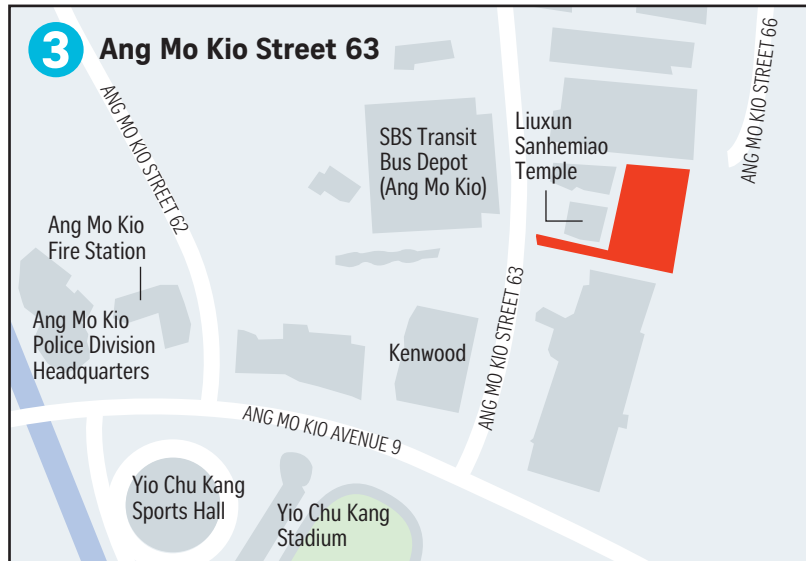 3 Ang Mo Kio Street 63
ANG MO KIO STREET 66
ANG MO KIO STREET 62
SBS Transit
Bus Depot
(Ang Mo Kio)
Liuxun
Sanhemiao
Temple
Ang Mo Kio
Fire Station
Ang Mo Kio
Police Division
Headquarters
Kenwood
ANG MO KIO STREET 63
ANG MO KIO AVENUE 9
Yio Chu Kang
Sports Hall
Yio Chu Kang
Stadium